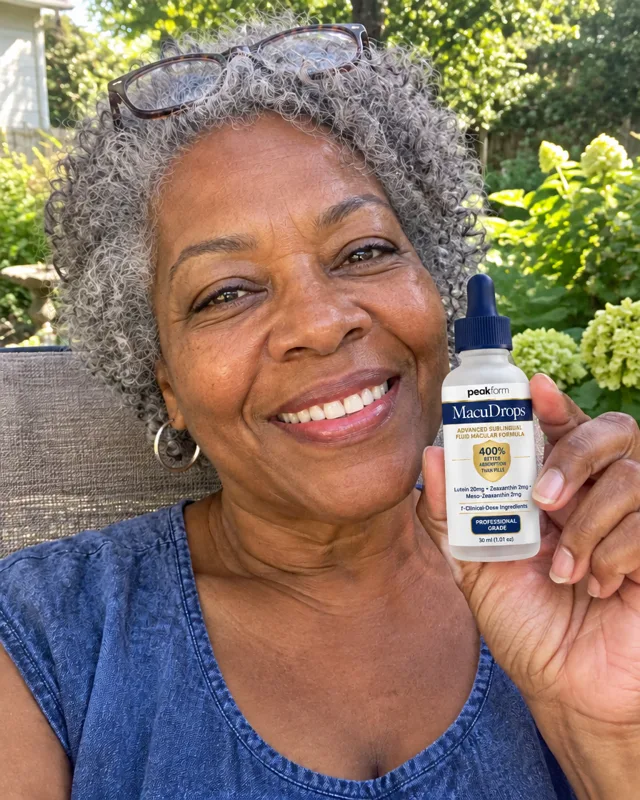 peakform
MacuDrops
ADVANCED SUBLINGUAL
FLUID MACULAR FORMULA
400%
BETTER
ABSORPTION
THAN PILLS
Lutein 20mg • Zeaxanthin 2mg •
Meso-Zeaxanthin 2mg
7-Clinical-Dose Ingredients
PROFESSIONAL
GRADE
30 ml (1.01 oz)